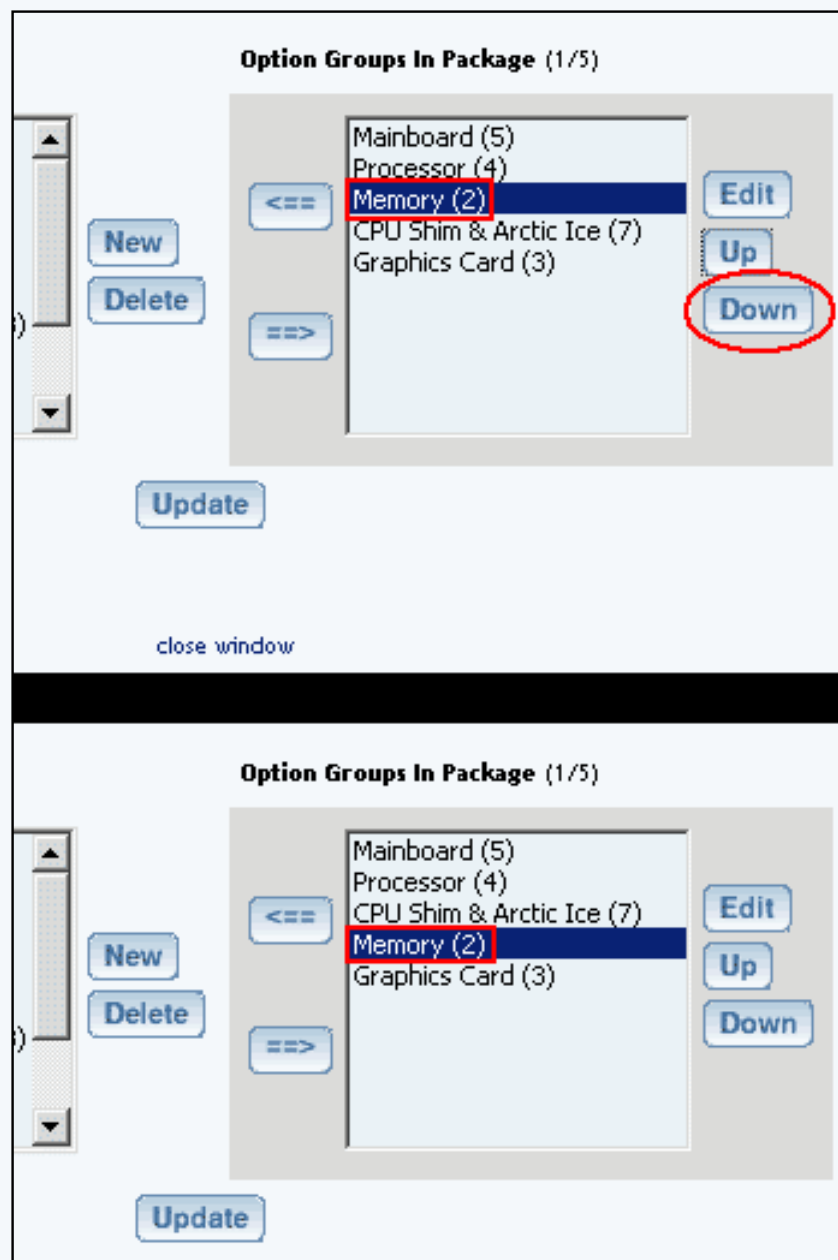 Option Groups In Package (1/5)
Mainboard (5)
Processor (4)
Memory (2)
CPU Shim & Arctic Ice (7)
Graphics Card (3)
<==
==>
New
Delete
)
Edit
Up
Down
Update
close window
Option Groups In Package (1/5)
Mainboard (5)
Processor (4)
CPU Shim & Arctic Ice (7)
Memory (2)
Graphics Card (3)
<==
==>
New
Delete
)
Edit
Up
Down
Update